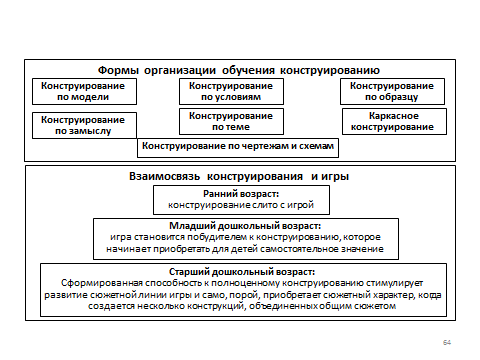 Формы организации обучения конструированию
Конструирование
по модели
Конструирование
по условиям
Конструирование
по образцу
Конструирование
по замыслу
Конструирование
по теме
Каркасное
конструирование
Конструирование по чертежам и схемам
Взаимосвязь конструирования и игры
Ранний возраст:
конструирование слито с игрой
Младший дошкольный возраст:
игра становится побудителем к конструированию, которое
начинает приобретать для детей самостоятельное значение
Старший дошкольный возраст:
Сформированная способность к полноценному конструированию стимулирует
развитие сюжетной линии игры и само, порой, приобретает сюжетный характер, когда
создается несколько конструкций, объединенных общим сюжетом
64